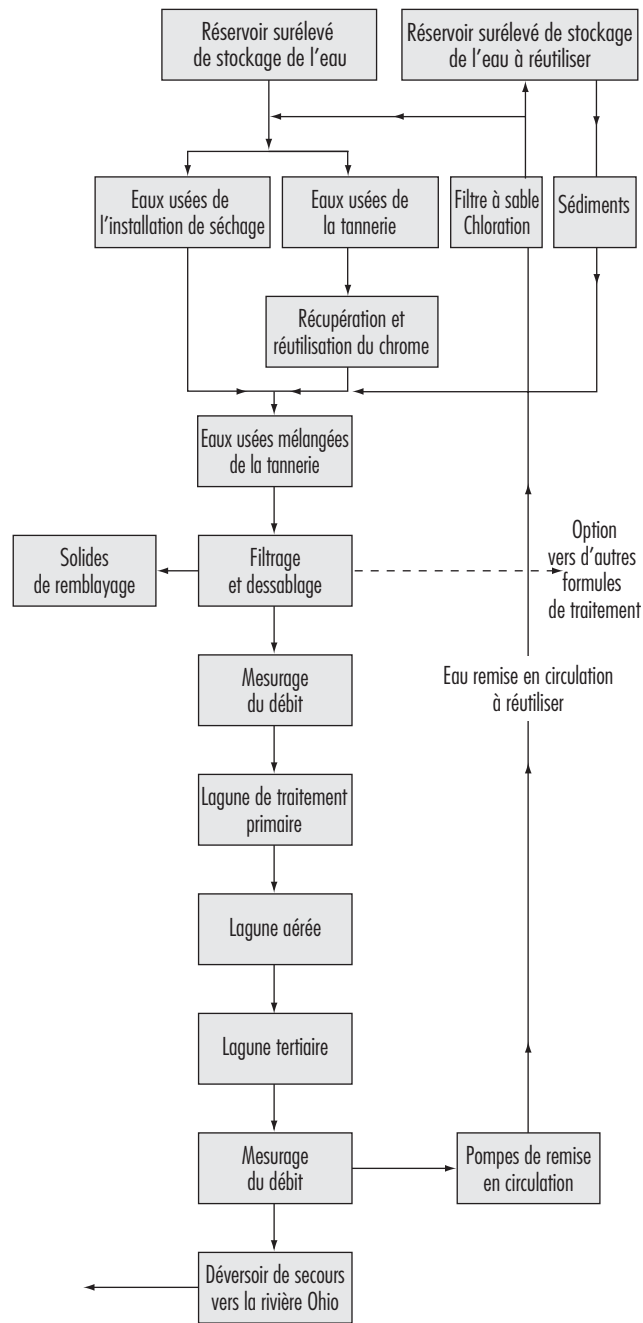 Réservoir surélevé
de stockage de l'eau
Réservoir surélevé de stockage
de l'eau à réutiliser
Eaux usées de
l'installation de séchage
Eaux usées de
la tannerie
Filtre à sable
Chloration
Sédiments
Récupération et
réutilisation du chrome
Eaux usées mélangées
de la tannerie
Solides
de remblayage
Filtrage
et dessablage
Option
vers d'autres
formules
de traitement
Mesurage
du débit
Eau remise en circulation
à réutiliser
Lagune de traitement
primaire
Lagune aérée
Lagune tertiaire
Mesurage
du débit
Pompes de remise
en circulation
Déversoir de secours
vers la rivière Ohio